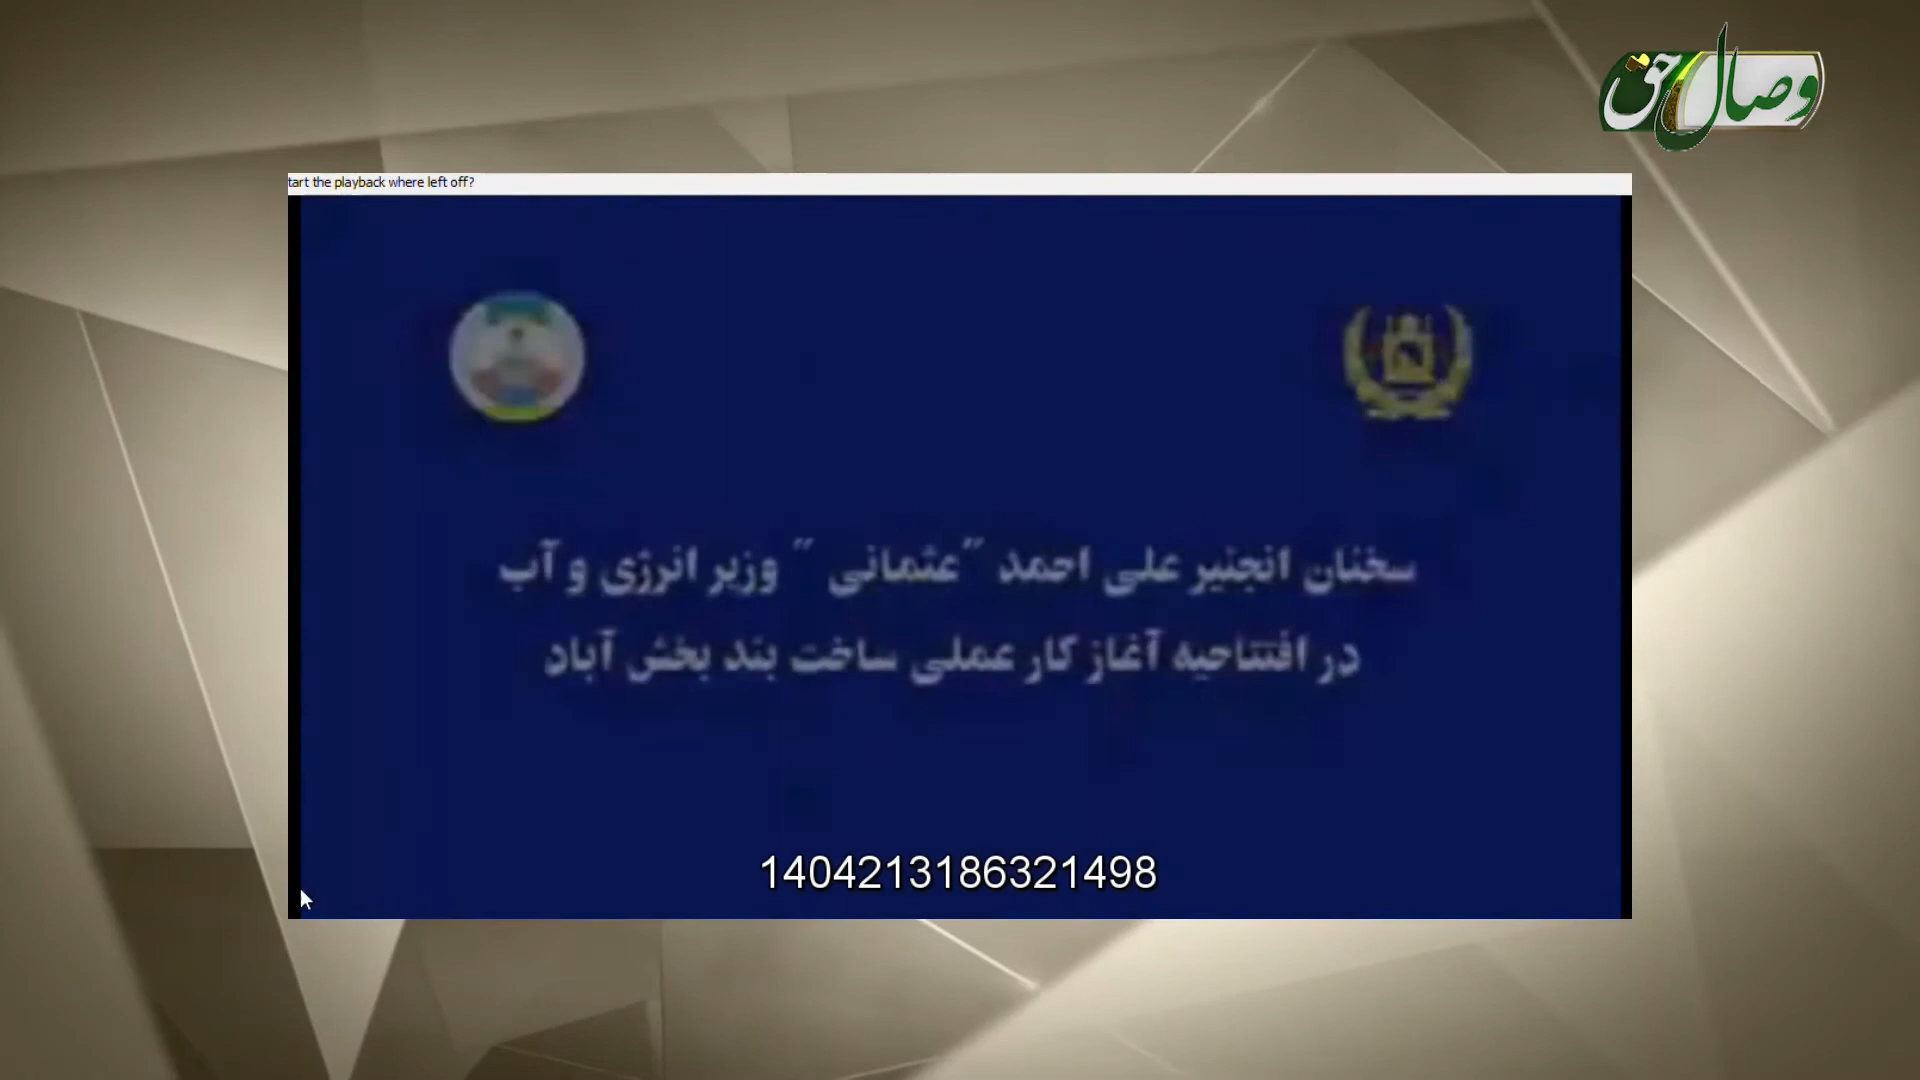 وصال حق
tart the playback where left off?
سخنان انجنیر علی احمد "عثمانی" وزیر انرژی و آب
در افتتاحیه آغاز کار عملی ساخت بند بخش آباد
1404213186321498